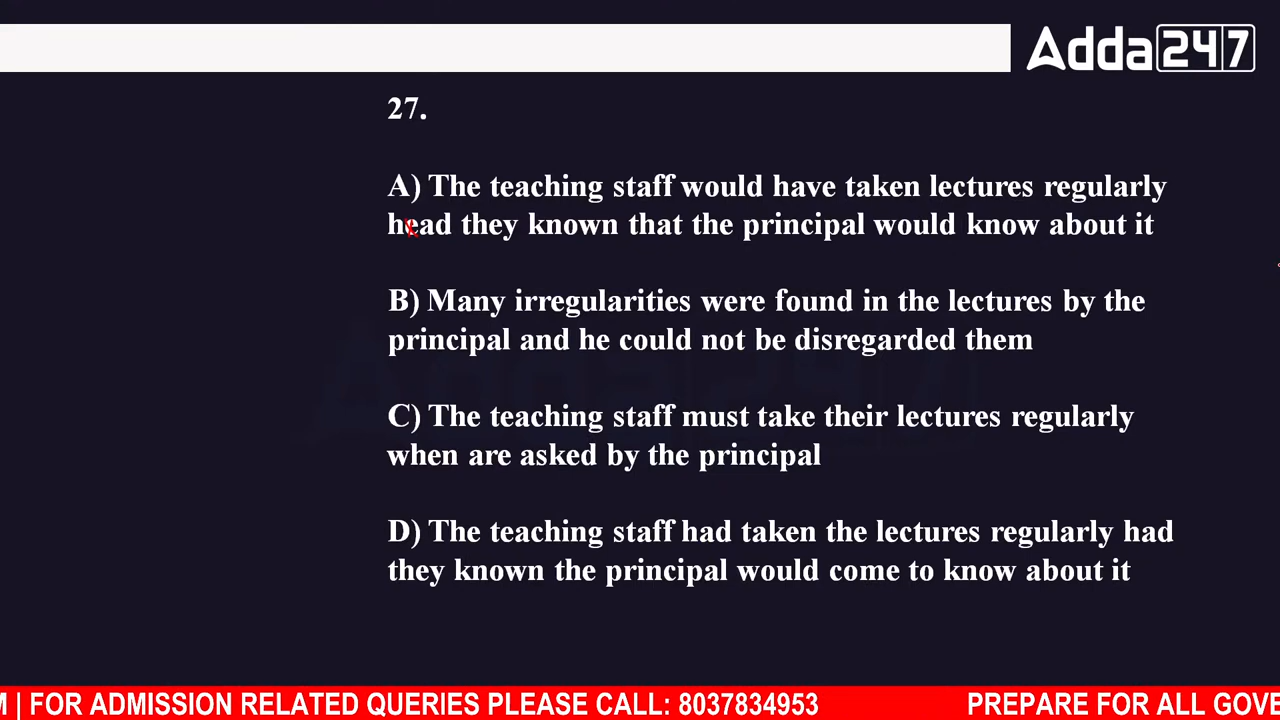 Adda247
27.
A) The teaching staff would have taken lectures regularly
head they known that the principal would know about it
B) Many irregularities were found in the lectures by the
principal and he could not be disregarded them
C) The teaching staff must take their lectures regularly
when are asked by the principal
D) The teaching staff had taken the lectures regularly had
they known the principal would come to know about it
M | FOR ADMISSION RELATED QUERIES PLEASE CALL: 8037834953 PREPARE FOR ALL GOVE